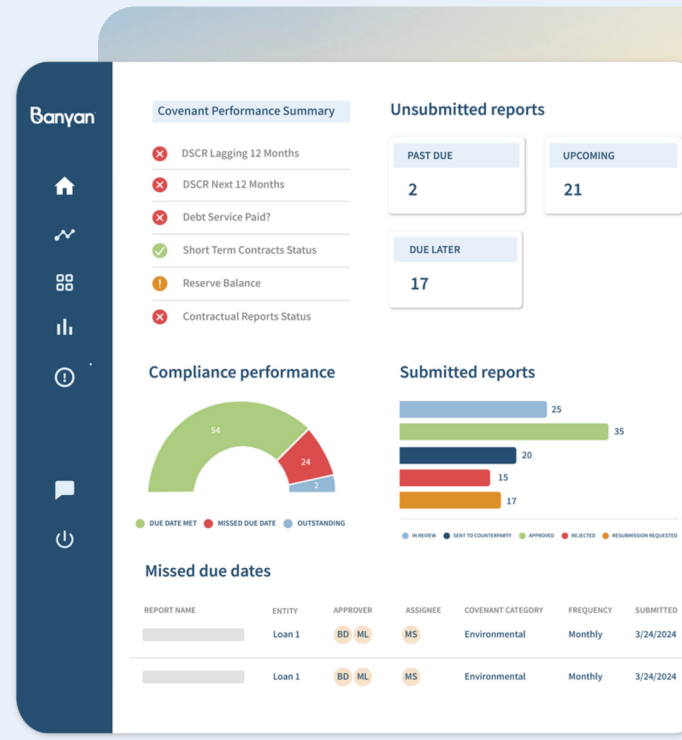 Banyan
Covenant Performance Summary
DSCR Lagging 12 Months
DSCR Next 12 Months
Debt Service Paid?
Short Term Contracts Status
Reserve Balance
Contractual Reports Status
Unsubmitted reports
PAST DUE
2
UPCOMING
21
DUE LATER
17
Compliance performance
54
24
2
DUE DATE MET MISSED DUE DATE OUTSTANDING
Submitted reports
25
35
20
15
17
IN REVIEW SENT TO COUNTERPARTY APPROVED REJECTED RESUBMISSION REQUESTED
Missed due dates
REPORT NAME ENTITY APPROVER ASSIGNEE COVENANT CATEGORY FREQUENCY SUBMITTED
Loan 1 BD ML MS Environmental Monthly 3/24/2024
Loan 1 BD ML MS Environmental Monthly 3/24/2024